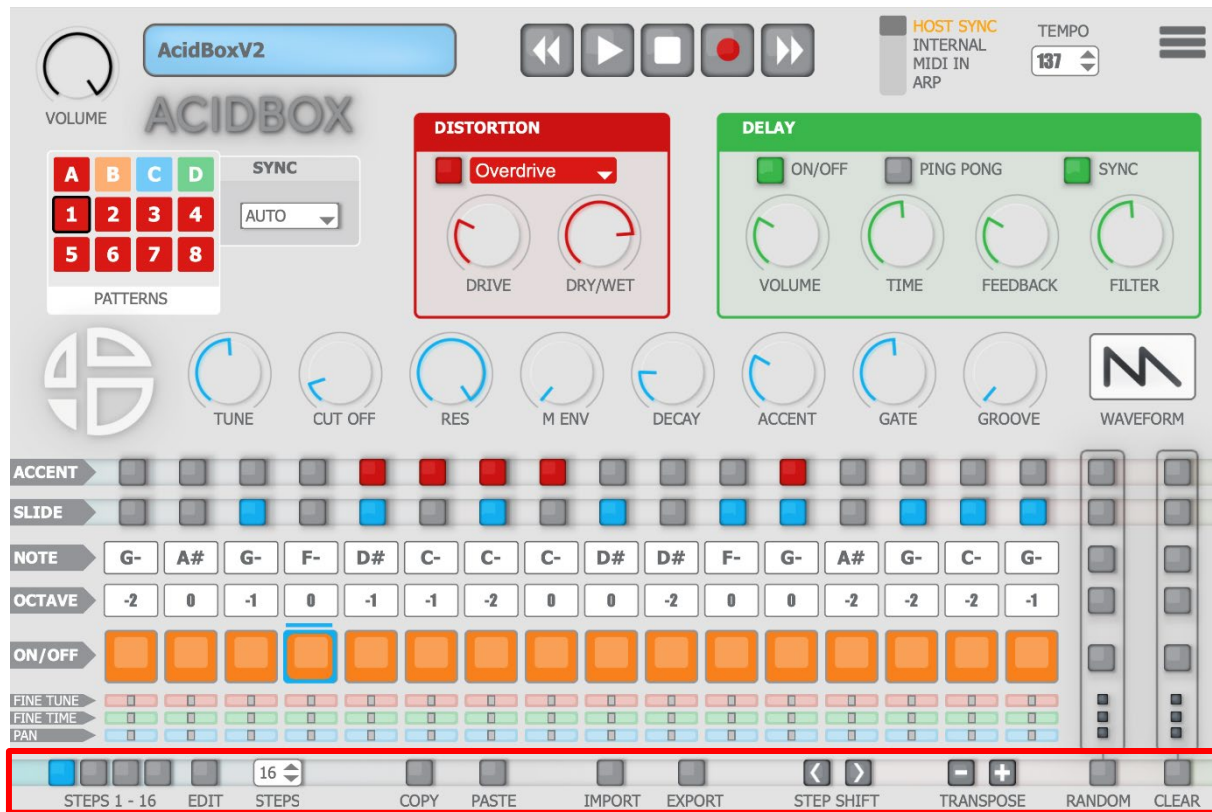 AcidBoxV2
HOST SYNC
INTERNAL
MIDI IN
ARP
TEMPO
137
VOLUME
ACIDBOX
A B C D
1 2 3 4
5 6 7 8
PATTERNS
SYNC
AUTO
DISTORTION
Overdrive
DRIVE DRY/WET
DELAY
ON/OFF PING PONG SYNC
VOLUME TIME FEEDBACK FILTER
TUNE CUT OFF RES M ENV DECAY ACCENT GATE GROOVE WAVEFORM
ACCENT
SLIDE
NOTE G- A# G- F- D# C- C- C- D# D# F- G- A# G- C- G-
OCTAVE -2 0 -1 0 -1 -1 -2 0 0 -2 0 0 -2 -2 -2 -1
ON/OFF
FINE TUNE
FINE TIME
PAN
16
STEPS 1 - 16 EDIT STEPS COPY PASTE IMPORT EXPORT STEP SHIFT TRANSPOSE RANDOM CLEAR